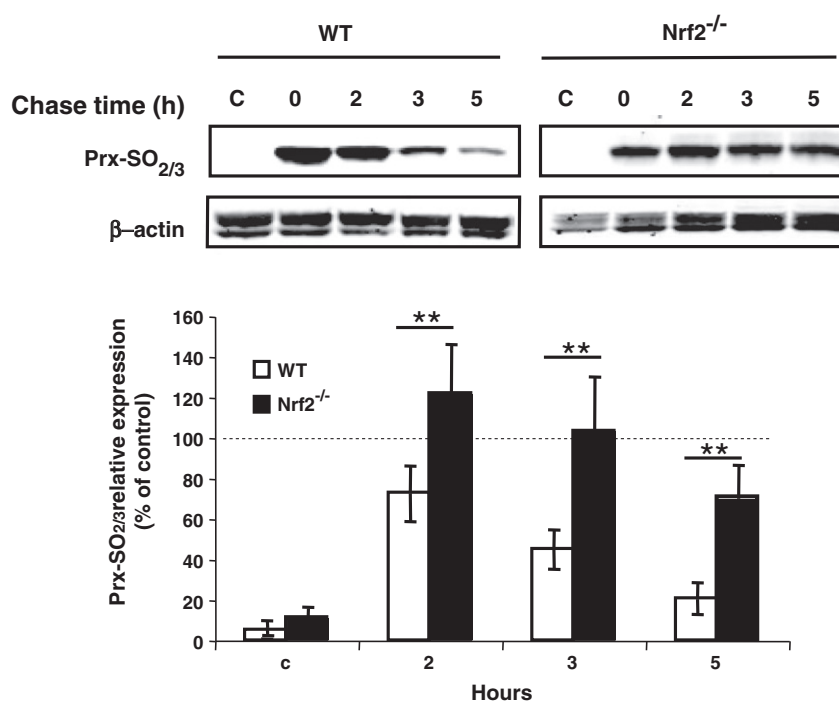 WT Nrf2-/-
Chase time (h) C 0 2 3 5 C 0 2 3 5
Prx-SO2/3
β–actin
160
140
120
100
80
60
40
20
0
Prx-SO2/3relative expression
(% of control)
WT
Nrf2-/-
**
**
**
c 2 3 5
Hours